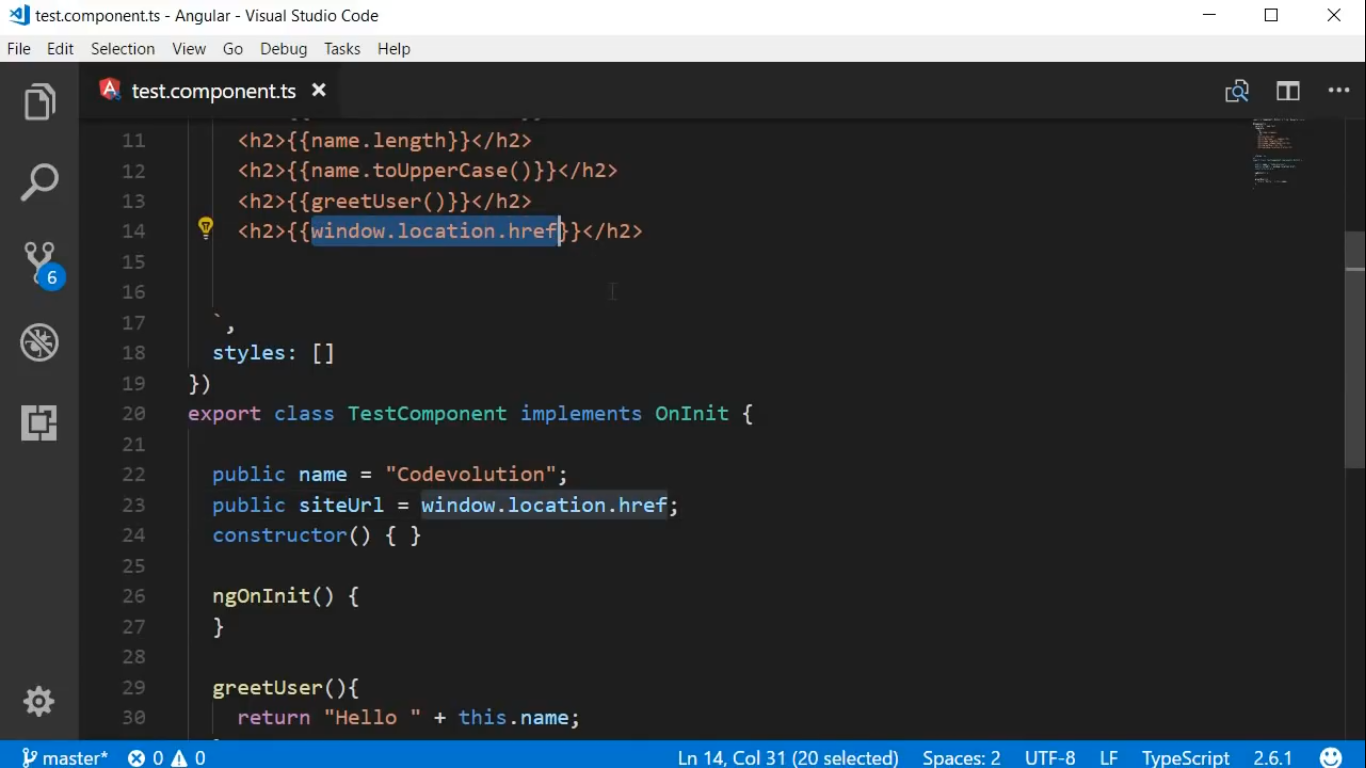 test.component.ts - Angular - Visual Studio Code
File Edit Selection View Go Debug Tasks Help
test.component.ts
11 <h2>{{name.length}}</h2>
12 <h2>{{name.toUpperCase()}}</h2>
13 <h2>{{greetUser()}}</h2>
14 <h2>{{window.location.href}}</h2>
15
16
17 `,
18 styles: []
19 })
20 export class TestComponent implements OnInit {
21
22 public name = "Codevolution";
23 public siteUrl = window.location.href;
24 constructor() { }
25
26 ngOnInit() {
27 }
28
29 greetUser(){
30 return "Hello " + this.name;
6
master* 0 0 Ln 14, Col 31 (20 selected) Spaces: 2 UTF-8 LF TypeScript 2.6.1